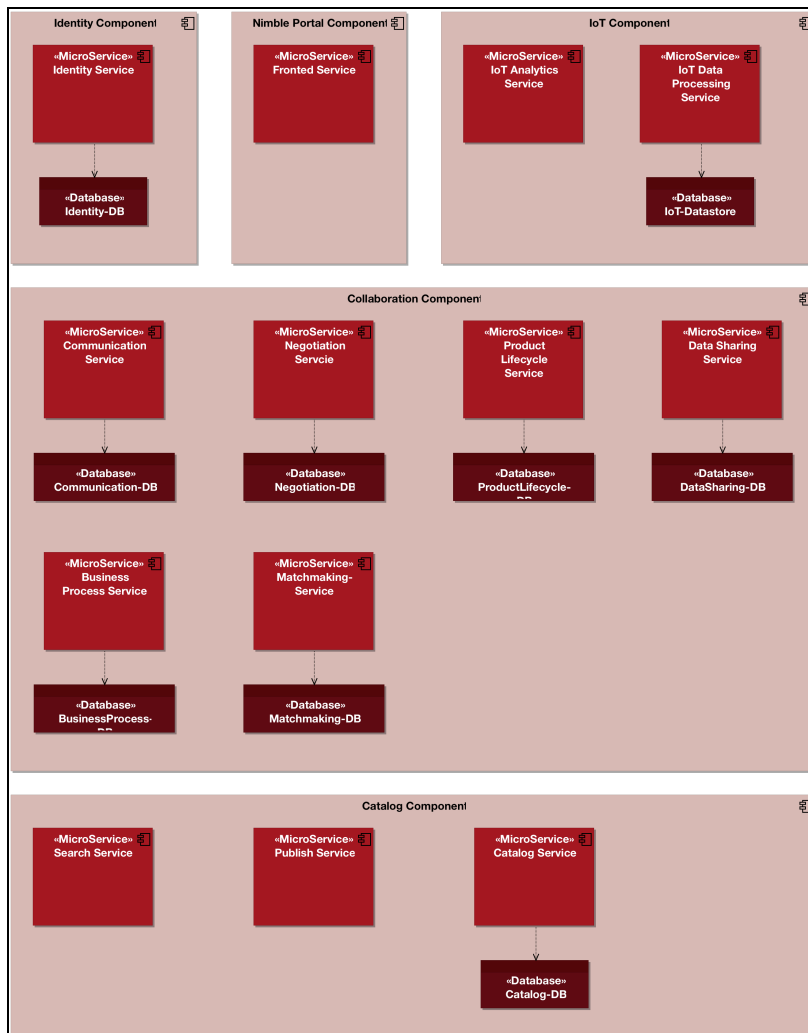 Identity Component
Nimble Portal Component
IoT Component
«MicroService»
Identity Service
«MicroService»
Fronted Service
«MicroService»
IoT Analytics
Service
«MicroService»
IoT Data
Processing
Service
«Database»
Identity-DB
«Database»
IoT-Datastore
Collaboration Component
«MicroService»
Communication
Service
«MicroService»
Negotiation
Servcie
«MicroService»
Product
Lifecycle
Service
«MicroService»
Data Sharing
Service
«Database»
Communication-DB
«Database»
Negotiation-DB
«Database»
ProductLifecycle-
DB
«Database»
DataSharing-DB
«MicroService»
Business
Process Service
«MicroService»
Matchmaking-
Service
«Database»
BusinessProcess-
DB
«Database»
Matchmaking-DB
Catalog Component
«MicroService»
Search Service
«MicroService»
Publish Service
«MicroService»
Catalog Service
«Database»
Catalog-DB